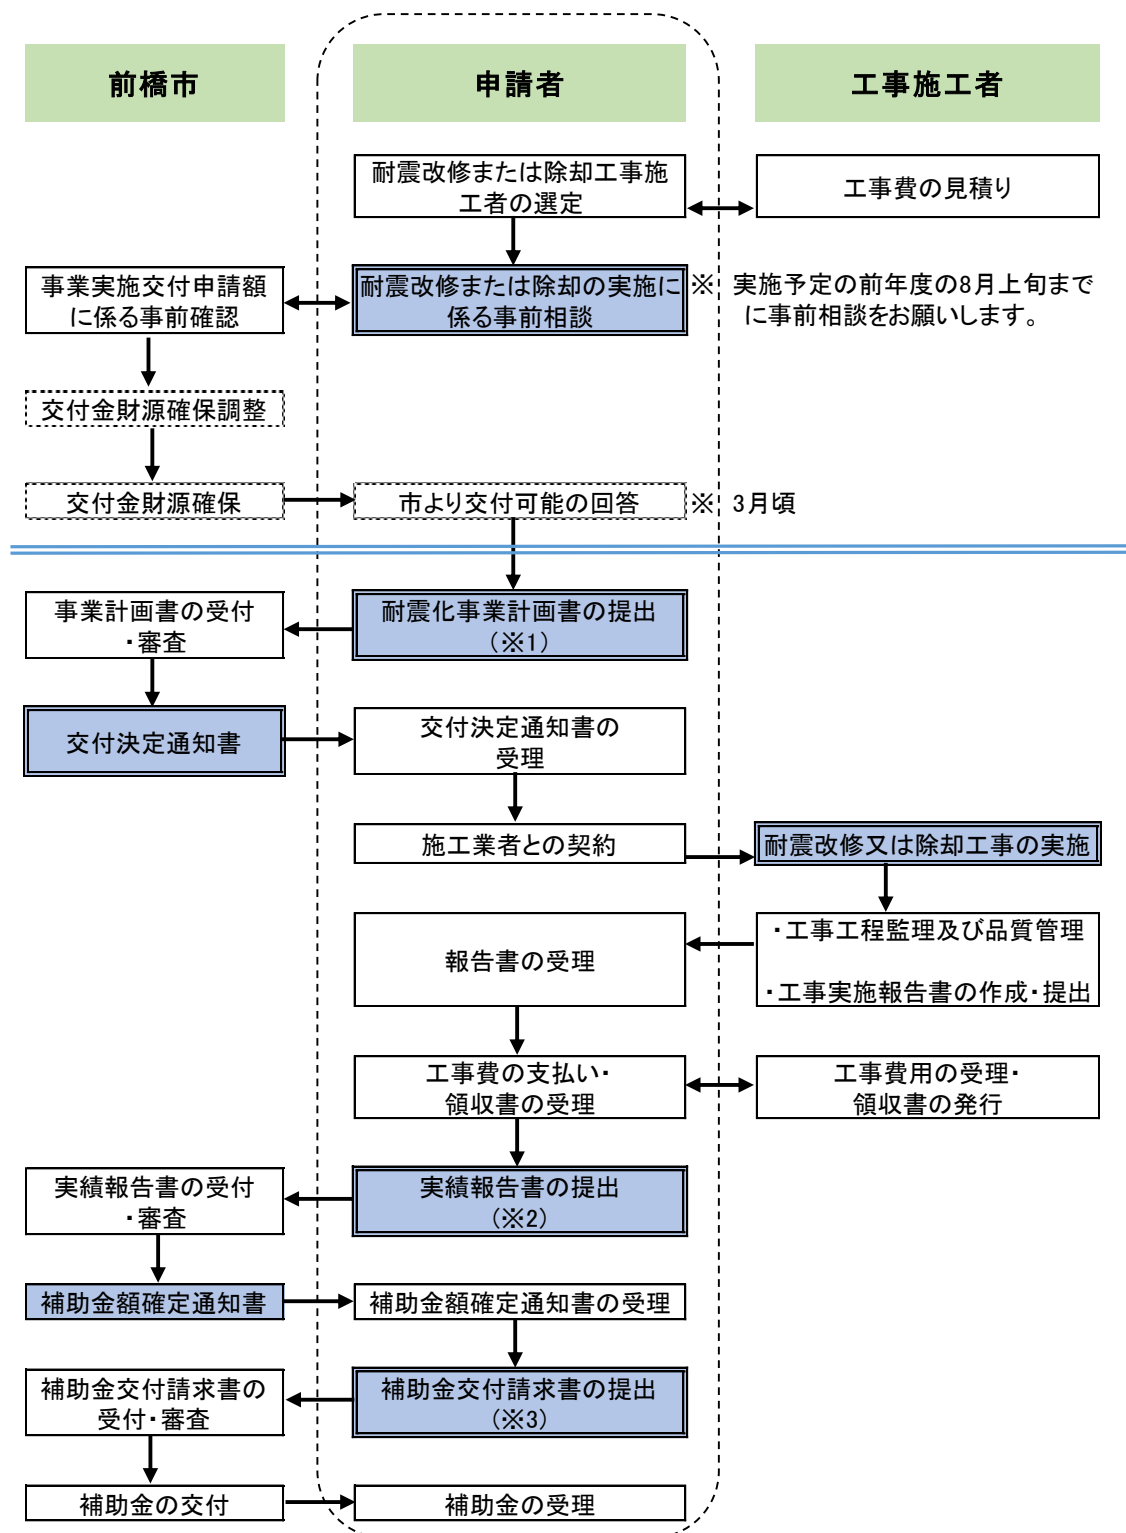 前橋市
申請者
工事施工者
耐震改修または除却工事施
工者の選定
工事費の見積り
事業実施交付申請額
に係る事前確認
耐震改修または除却の実施に
係る事前相談
※ 実施予定の前年度の8月上旬まで
に事前相談をお願いします。
交付金財源確保調整
交付金財源確保
市より交付可能の回答
※ 3月頃
事業計画書の受付
・審査
耐震化事業計画書の提出
（※1）
交付決定通知書
交付決定通知書の
受理
施工業者との契約
耐震改修又は除却工事の実施
報告書の受理
・工事工程監理及び品質管理
・工事実施報告書の作成・提出
工事費の支払い・
領収書の受理
工事費用の受理・
領収書の発行
実績報告書の受付
・審査
実績報告書の提出
（※2）
補助金額確定通知書
補助金額確定通知書の受理
補助金交付請求書の
受付・審査
補助金交付請求書の提出
（※3）
補助金の交付
補助金の受理